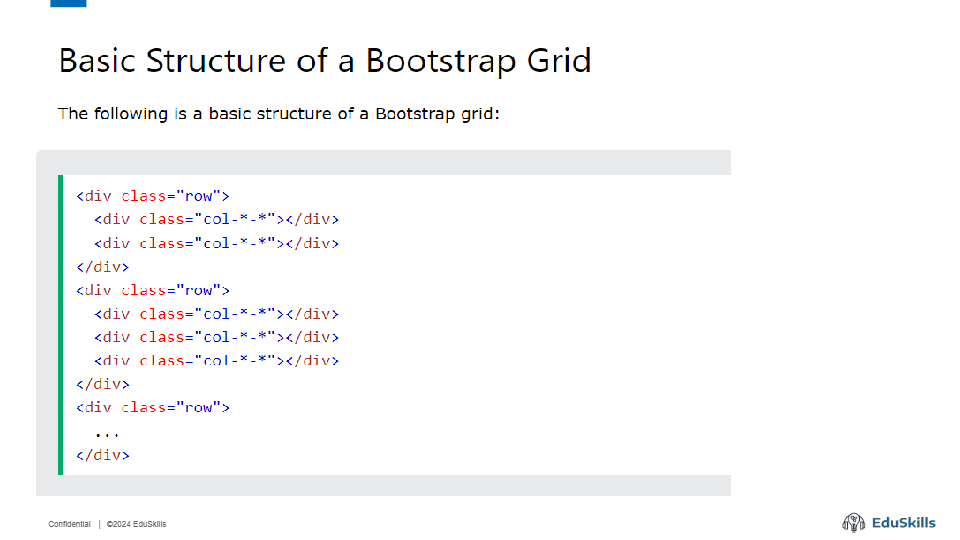 Basic Structure of a Bootstrap Grid
The following is a basic structure of a Bootstrap grid:
<div class="row">
  <div class="col-*-*"></div>
  <div class="col-*-*"></div>
</div>
<div class="row">
  <div class="col-*-*"></div>
  <div class="col-*-*"></div>
  <div class="col-*-*"></div>
</div>
<div class="row">
  ...
</div>
Confidential | ©2024 EduSkills
EduSkills